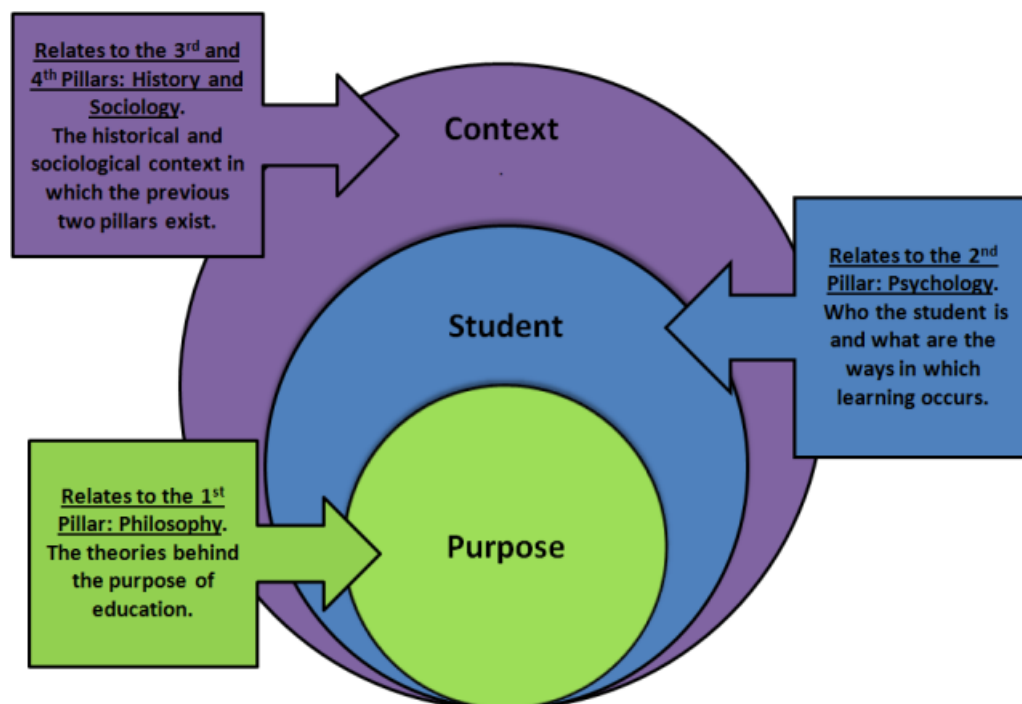 Relates to the 3rd and
4th Pillars: History and
Sociology.
The historical and
sociological context in
which the previous
two pillars exist.
Context
Relates to the 2nd
Pillar: Psychology.
Who the student is
and what are the
ways in which
learning occurs.
Student
Relates to the 1st
Pillar: Philosophy.
The theories behind
the purpose of
education.
Purpose